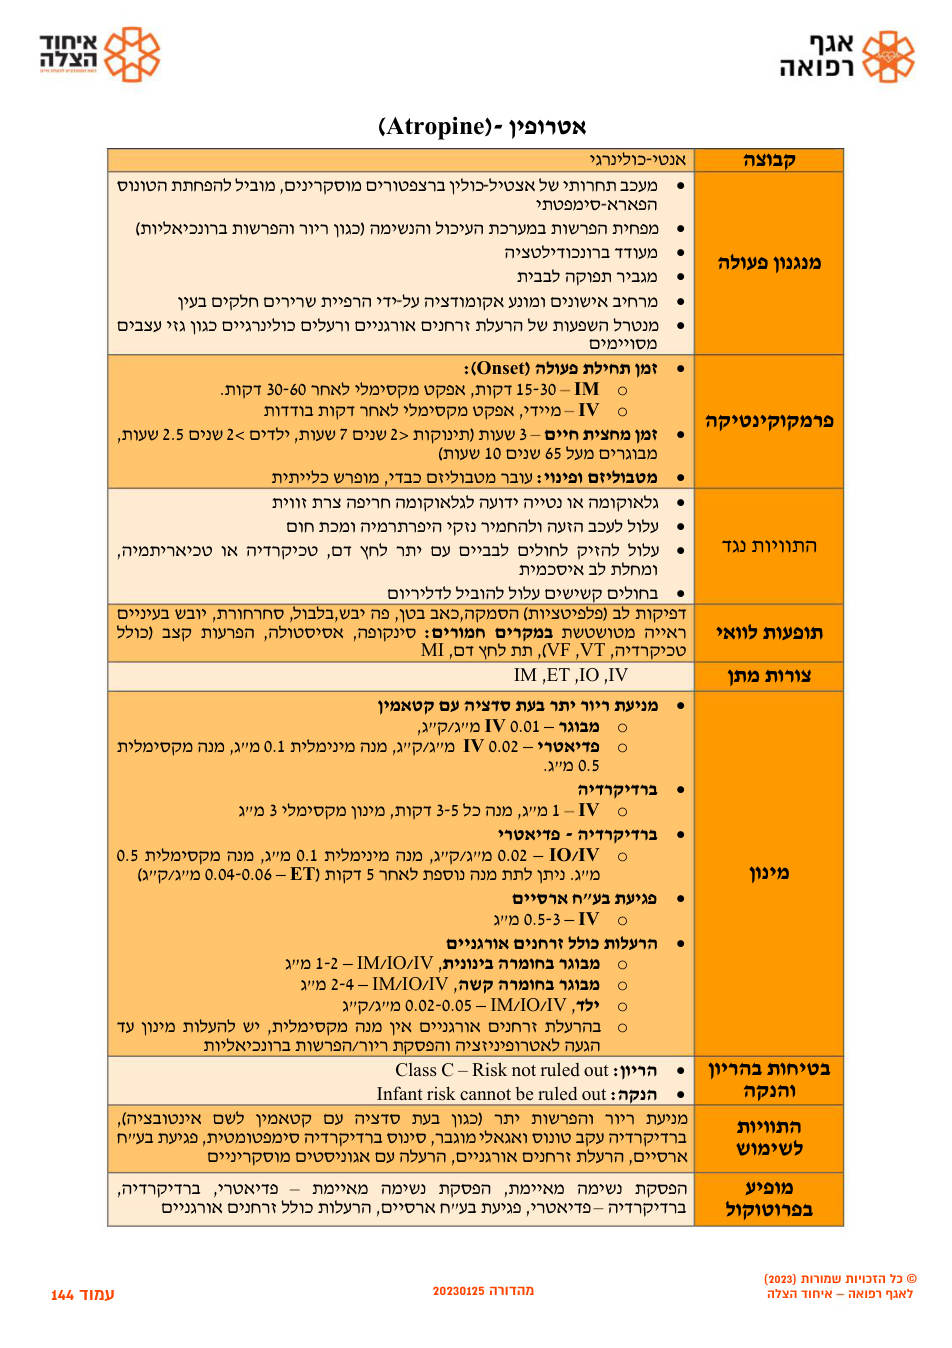 אגף
רפואה
איחוד
הצלה
אטרופין -(Atropine)
קבוצה
אנטי-כולינרגי
מנגנון פעולה
• מעכב תחרותי של אצטיל-כולין ברצפטורים מוסקרינים, מוביל להפחתת הטונוס
הפארא-סימפטתי
• מפחית הפרשות במערכת העיכול והנשימה (כגון ריור והפרשות ברונכיאליות)
• מעודד ברונכודילטציה
• מגביר תפוקה לבבית
• מרחיב אישונים ומונע אקומודציה על-ידי הרפיית שרירים חלקים בעין
• מנטרל השפעות של הרעלת זרחנים אורגניים ורעלים כולינרגיים כגון גזי עצבים
מסויימים
פרמקוקינטיקה
• זמן תחילת פעולה (Onset):
o IM – 15-30 דקות, אפקט מקסימלי לאחר 30-60 דקות.
o IV – מיידי, אפקט מקסימלי לאחר דקות בודדות
• זמן מחצית חיים – 3 שעות (תינוקות <2 שנים 7 שעות, ילדים >2 שנים 2.5 שעות,
מבוגרים מעל 65 שנים 10 שעות)
• מטבוליזם ופינוי: עובר מטבוליזם כבדי, מופרש כלייתית
התוויות נגד
• גלאוקומה או נטייה ידועה לגלאוקומה חריפה צרת זווית
• עלול לעכב הזעה ולהחמיר נזקי היפרתרמיה ומכת חום
• עלול להזיק לחולים לבביים עם יתר לחץ דם, טכיקרדיה או טכיאריתמיה,
ומחלת לב איסכמית
• בחולים קשישים עלול להוביל לדליריום
תופעות לוואי
דפיקות לב (פלפיטציות) הסמקה,כאב בטן, פה יבש,בלבול, סחרחורת, יובש בעיניים
ראייה מטושטשת במקרים חמורים: סינקופה, אסיסטולה, הפרעות קצב (כולל
טכיקרדיה, VF ,VT), תת לחץ דם, MI
צורות מתן
IM ,ET ,IO ,IV
מינון
• מניעת ריור יתר בעת סדציה עם קטאמין
o מבוגר – IV 0.01 מ״ג/ק״ג,
o פדיאטרי – IV 0.02 מ״ג/ק״ג, מנה מינימלית 0.1 מ״ג, מנה מקסימלית
0.5 מ״ג.
• ברדיקרדיה
o IV – 1 מ״ג, מנה כל 3-5 דקות, מינון מקסימלי 3 מ״ג
• ברדיקרדיה - פדיאטרי
o IO/IV – 0.02 מ״ג/ק״ג, מנה מינימלית 0.1 מ״ג, מנה מקסימלית 0.5
מ״ג. ניתן לתת מנה נוספת לאחר 5 דקות (ET – 0.04-0.06 מ״ג/ק״ג)
• פגיעת בע״ח ארסיים
o IV – 0.5-3 מ״ג
• הרעלות כולל זרחנים אורגניים
o מבוגר בחומרה בינונית, IM/IO/IV – 1-2 מ״ג
o מבוגר בחומרה קשה, IM/IO/IV – 2-4 מ״ג
o ילד, IM/IO/IV – 0.02-0.05 מ״ג/ק״ג
o בהרעלת זרחנים אורגניים אין מנה מקסימלית, יש להעלות מינון עד
הגעה לאטרופיניזציה והפסקת ריור/הפרשות ברונכיאליות
בטיחות בהריון
והנקה
• הריון: Class C – Risk not ruled out
• הנקה: Infant risk cannot be ruled out
התוויות
לשימוש
מניעת ריור והפרשות יתר (כגון בעת סדציה עם קטאמין לשם אינטובציה),
ברדיקרדיה עקב טונוס ואגאלי מוגבר, סינוס ברדיקרדיה סימפטומטית, פגיעת בע״ח
ארסיים, הרעלת זרחנים אורגניים, הרעלה עם אגוניסטים מוסקריניים
מופיע
בפרוטוקול
הפסקת נשימה מאיימת, הפסקת נשימה מאיימת – פדיאטרי, ברדיקרדיה,
ברדיקרדיה – פדיאטרי, פגיעת בע״ח ארסיים, הרעלות כולל זרחנים אורגניים
© כל הזכויות שמורות (2023)
לאגף רפואה – איחוד הצלה
מהדורה 20230125
עמוד 144